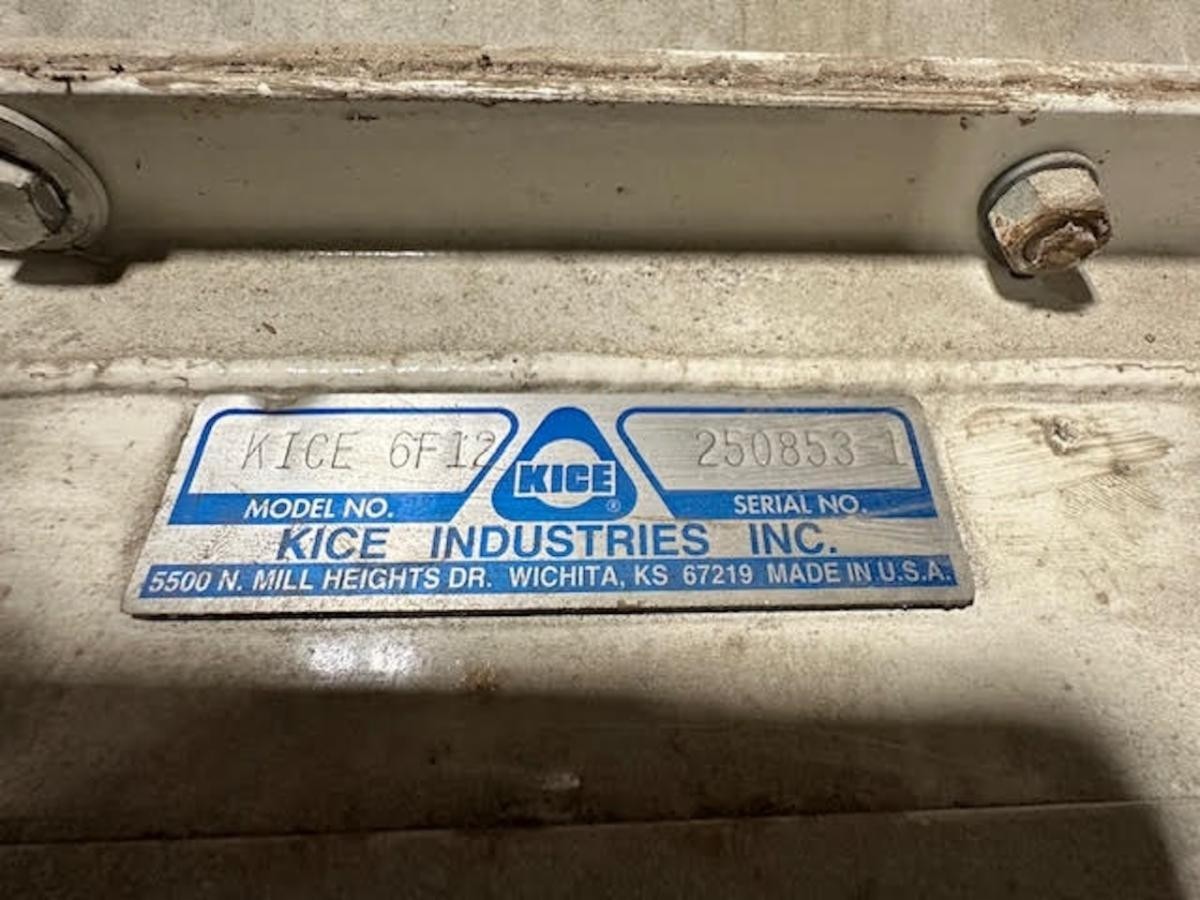 KICE 6F12 250853-1
MODEL NO. KICE ® SERIAL NO.
KICE INDUSTRIES INC.
5500 N. MILL HEIGHTS DR. WICHITA, KS 67219 MADE IN U.S.A.